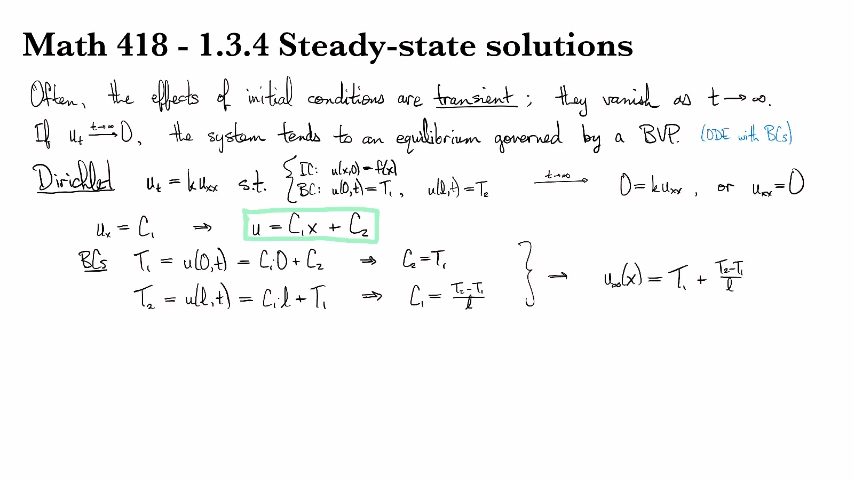 Math 418 - 1.3.4 Steady-state solutions
Often, the effects of initial conditions are transient; they vanish as t→∞.
If uₜ —t→∞→ 0, the system tends to an equilibrium governed by a BVP. (ODE with BCs)
Dirichlet uₜ = kuₓₓ s.t. { IC: u(x,0)=f(x)
BC: u(0,t)=T₁, u(l,t)=T₂ —t→∞→ 0=kuₓₓ, or uₓₓ=0
uₓ = C₁ ⇒ u = C₁x + C₂
BCs T₁ = u(0,t) = C₁·0 + C₂ ⇒ C₂=T₁
T₂ = u(l,t) = C₁·l + T₁ ⇒ C₁ = (T₂-T₁)/l } → u∞(x) = T₁ + (T₂-T₁)/l